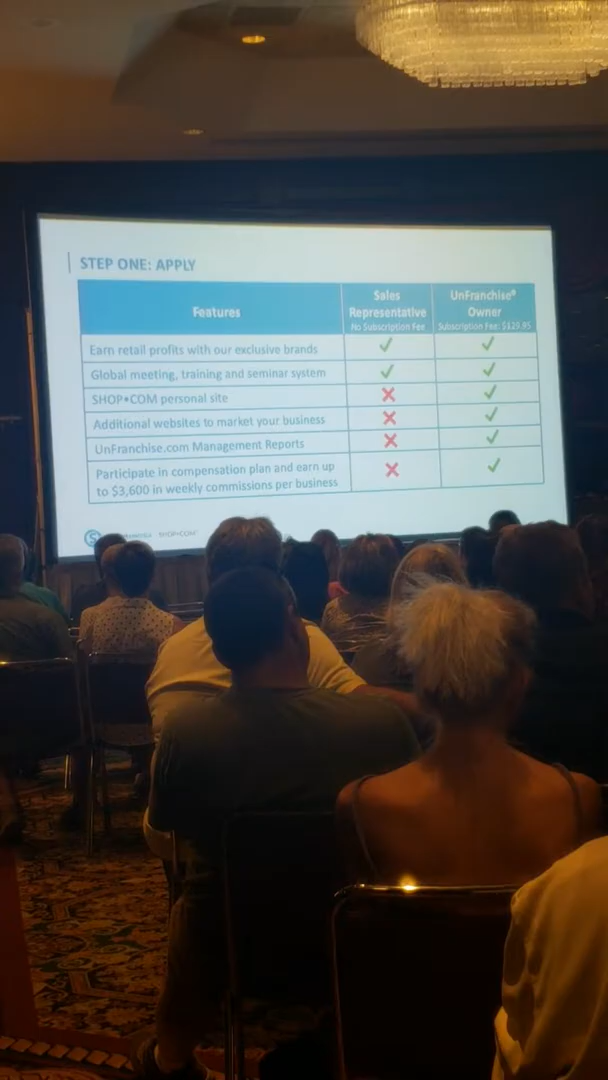 STEP ONE: APPLY
Features
Sales
Representative
No Subscription Fee
UnFranchise®
Owner
Subscription Fee: $129.95
Earn retail profits with our exclusive brands
Global meeting, training and seminar system
SHOP•COM personal site
Additional websites to market your business
UnFranchise.com Management Reports
Participate in compensation plan and earn up
to $3,600 in weekly commissions per business
SHOP•COM